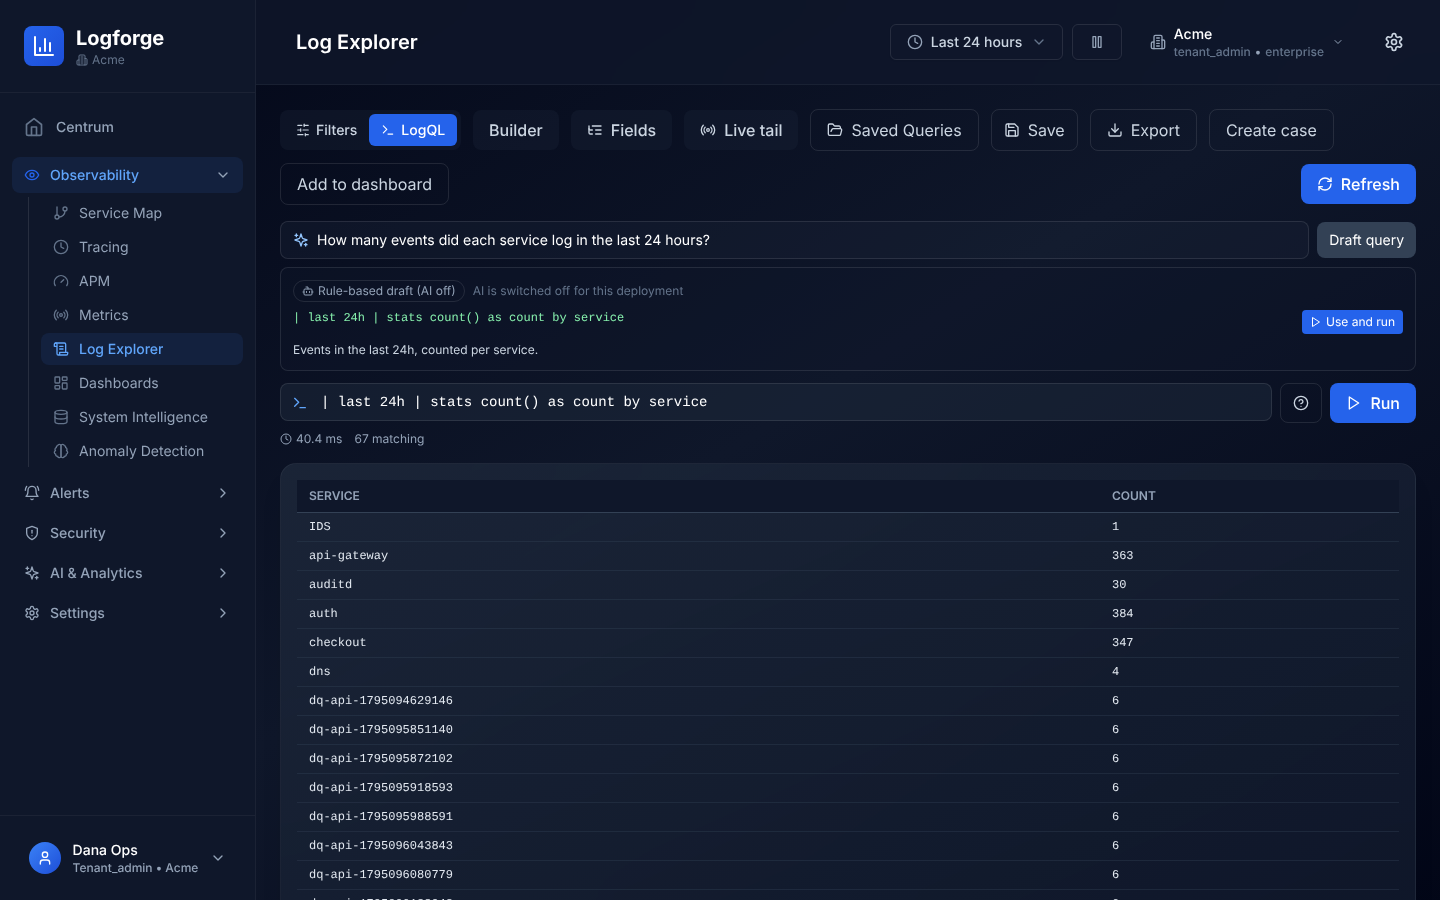 Logforge
Acme
Centrum
Observability
Service Map
Tracing
APM
Metrics
Log Explorer
Dashboards
System Intelligence
Anomaly Detection
Alerts
Security
AI & Analytics
Settings
Dana Ops
Tenant_admin • Acme
Log Explorer
Last 24 hours
Acme
tenant_admin • enterprise
Filters
LogQL
Builder
Fields
Live tail
Saved Queries
Save
Export
Create case
Add to dashboard
Refresh
How many events did each service log in the last 24 hours?
Draft query
Rule-based draft (AI off)
AI is switched off for this deployment
| last 24h | stats count() as count by service
Use and run
Events in the last 24h, counted per service.
| last 24h | stats count() as count by service
Run
40.4 ms 67 matching
SERVICE COUNT
IDS 1
api-gateway 363
auditd 30
auth 384
checkout 347
dns 4
dq-api-1795094629146 6
dq-api-1795095851140 6
dq-api-1795095872102 6
dq-api-1795095918593 6
dq-api-1795095988591 6
dq-api-1795096043843 6
dq-api-1795096080779 6